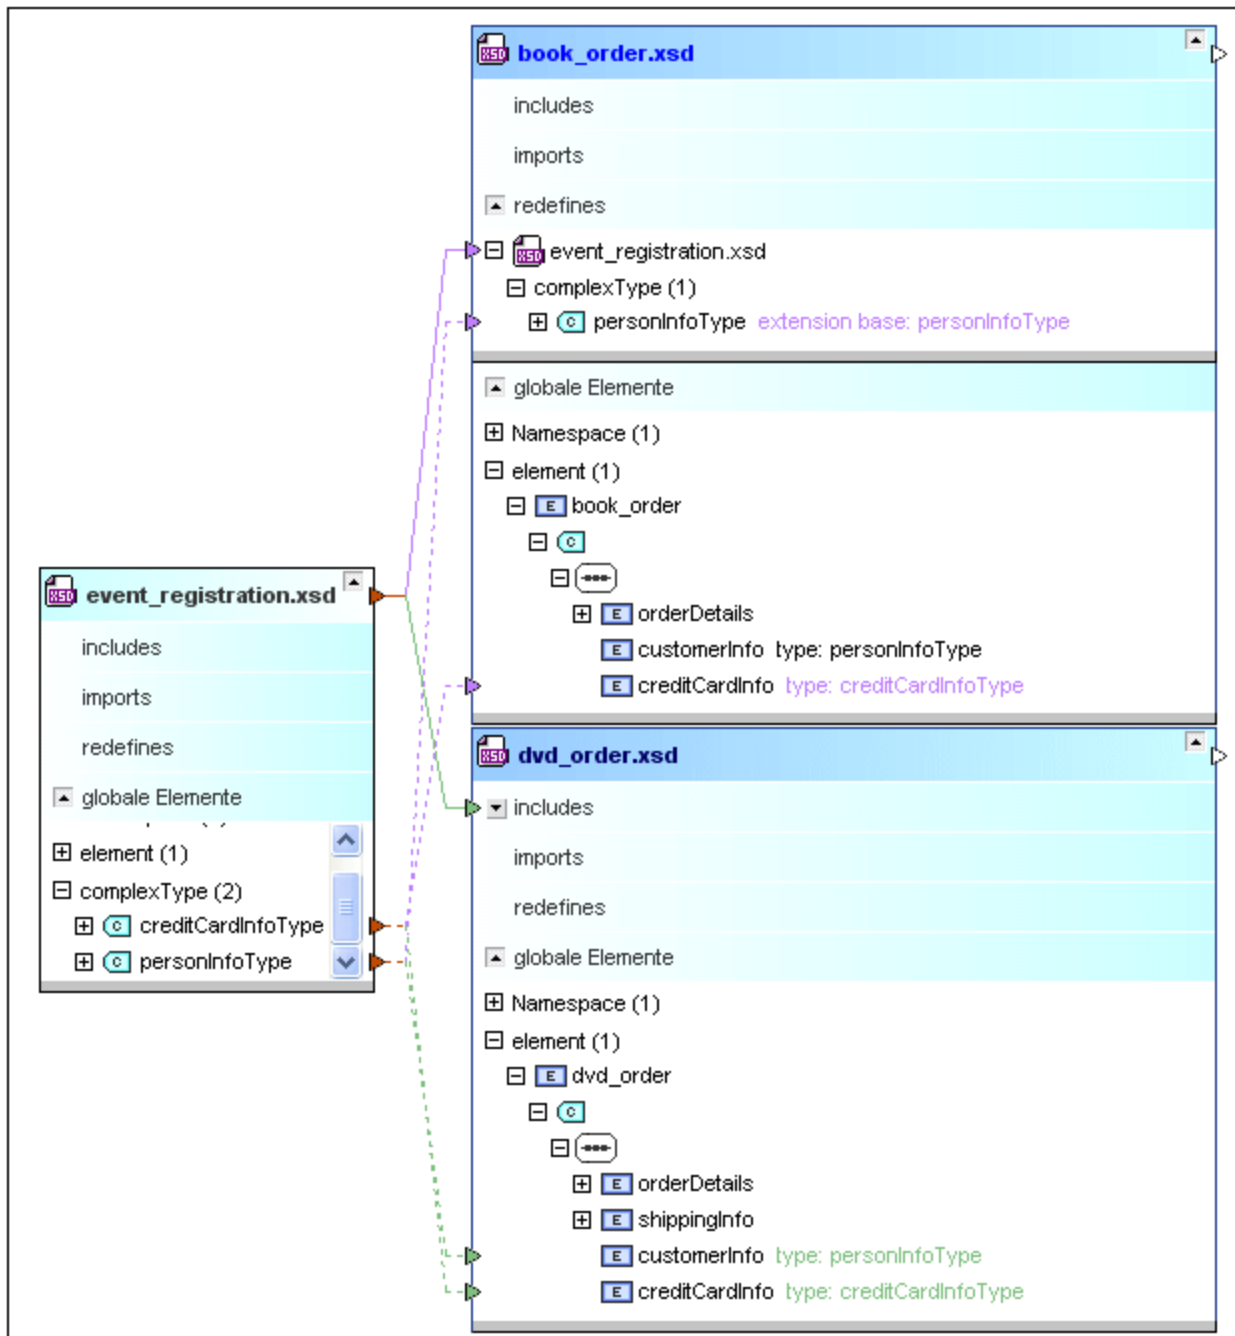 book_order.xsd
includes
imports
redefines
event_registration.xsd
complexType (1)
personInfoType extension base: personInfoType
globale Elemente
Namespace (1)
element (1)
book_order
orderDetails
customerInfo type: personInfoType
creditCardInfo type: creditCardInfoType
event_registration.xsd
includes
imports
redefines
globale Elemente
element (1)
complexType (2)
creditCardInfoType
personInfoType
dvd_order.xsd
includes
imports
redefines
globale Elemente
Namespace (1)
element (1)
dvd_order
orderDetails
shippingInfo
customerInfo type: personInfoType
creditCardInfo type: creditCardInfoType